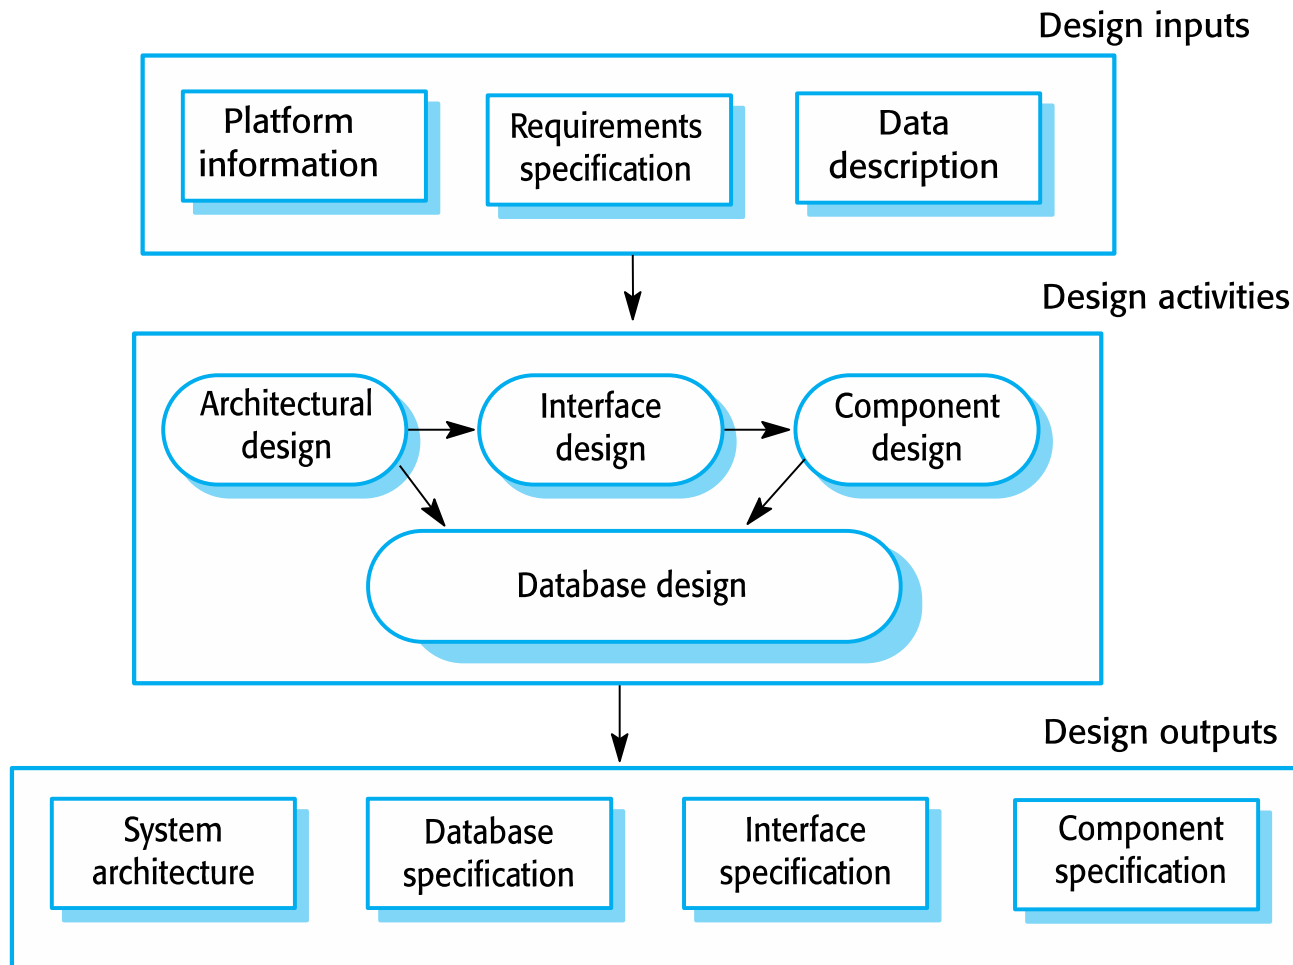 Design inputs
Platform
information
Requirements
specification
Data
description
Design activities
Architectural
design
Interface
design
Component
design
Database design
Design outputs
System
architecture
Database
specification
Interface
specification
Component
specification